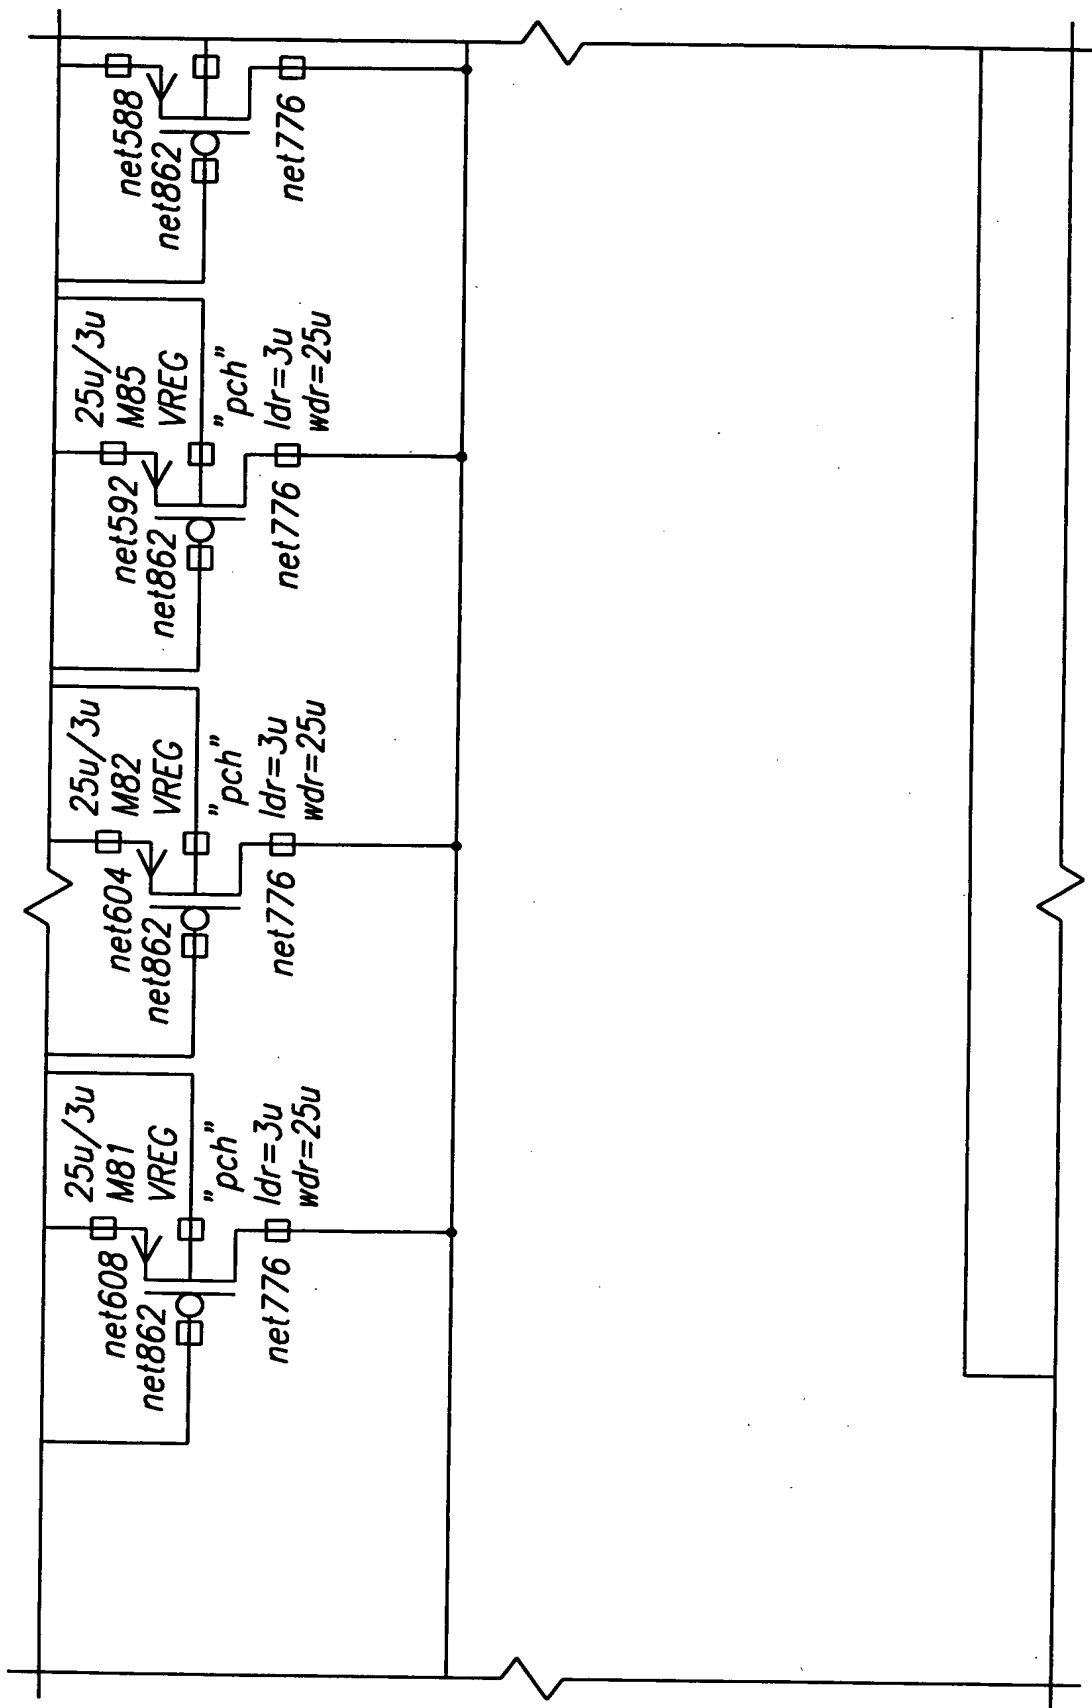 net608
net862
net776
25u/3u
M81
VREG
"pch"
ldr=3u
wdr=25u
net604
net862
net776
25u/3u
M82
VREG
"pch"
ldr=3u
wdr=25u
net592
net862
net776
25u/3u
M85
VREG
"pch"
ldr=3u
wdr=25u
net588
net862
net776